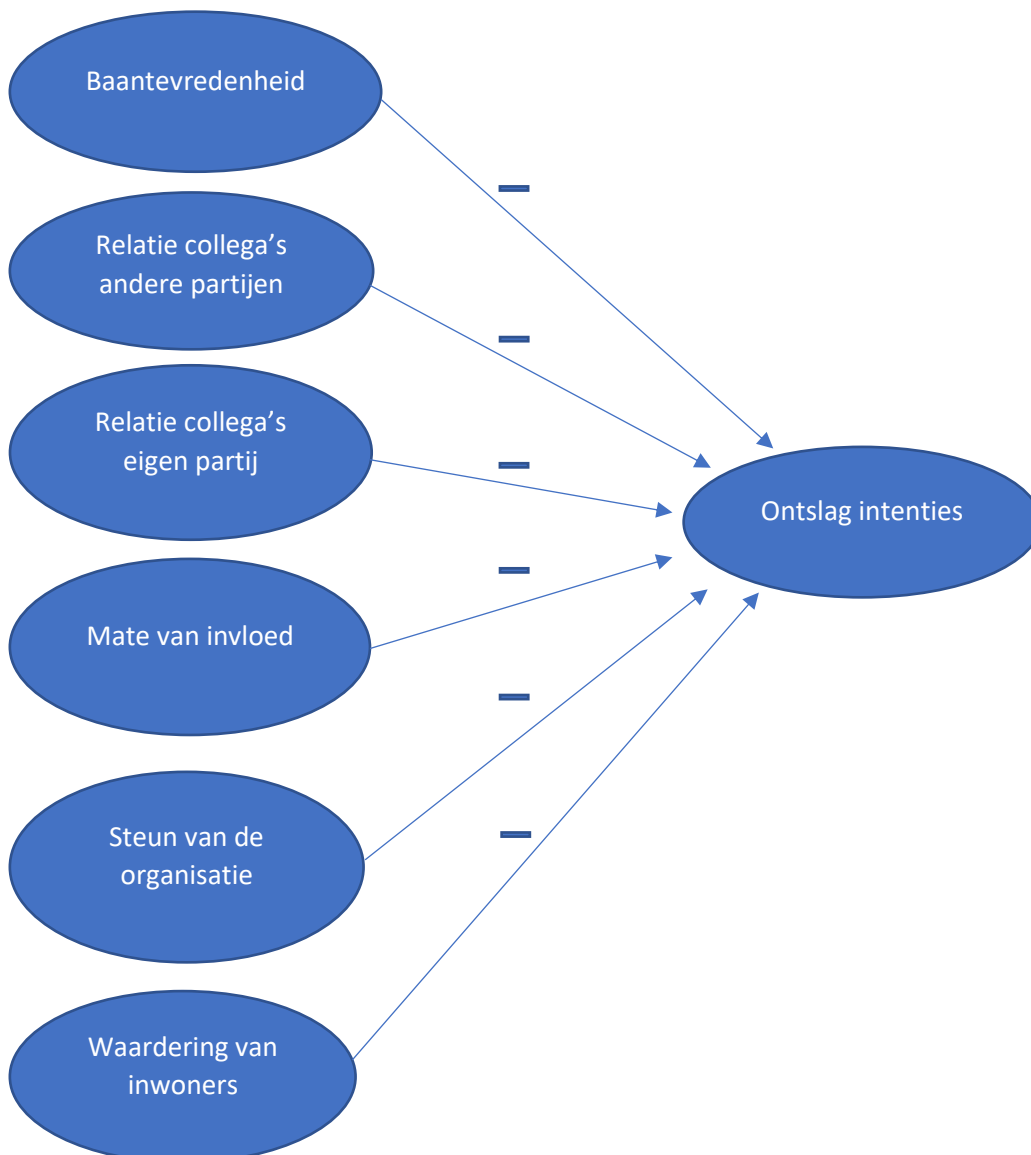 Baantevredenheid
Relatie collega's
andere partijen
Relatie collega's
eigen partij
Ontslag intenties
Mate van invloed
Steun van de
organisatie
Waardering van
inwoners